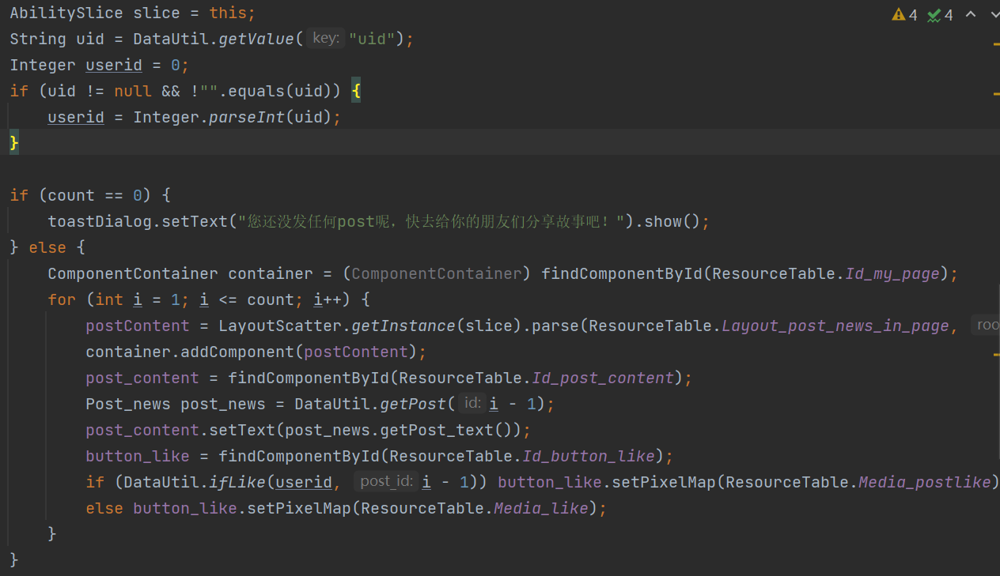 AbilitySlice slice = this;
4 4
String uid = DataUtil.getValue( key: "uid");
Integer userid = 0;
if (uid != null && !"".equals(uid)) {
userid = Integer.parseInt(uid);
}
if (count == 0) {
toastDialog.setText("您还没发任何post呢，快去给你的朋友们分享故事吧！").show();
} else {
ComponentContainer container = (ComponentContainer) findComponentById(ResourceTable.Id_my_page);
for (int i = 1; i <= count; i++) {
postContent = LayoutScatter.getInstance(slice).parse(ResourceTable.Layout_post_news_in_page, roo
container.addComponent(postContent);
post_content = findComponentById(ResourceTable.Id_post_content);
Post_news post_news = DataUtil.getPost( id: i - 1);
post_content.setText(post_news.getPost_text());
button_like = findComponentById(ResourceTable.Id_button_like);
if (DataUtil.ifLike(userid, post_id: i - 1)) button_like.setPixelMap(ResourceTable.Media_postlike)
else button_like.setPixelMap(ResourceTable.Media_like);
}
}